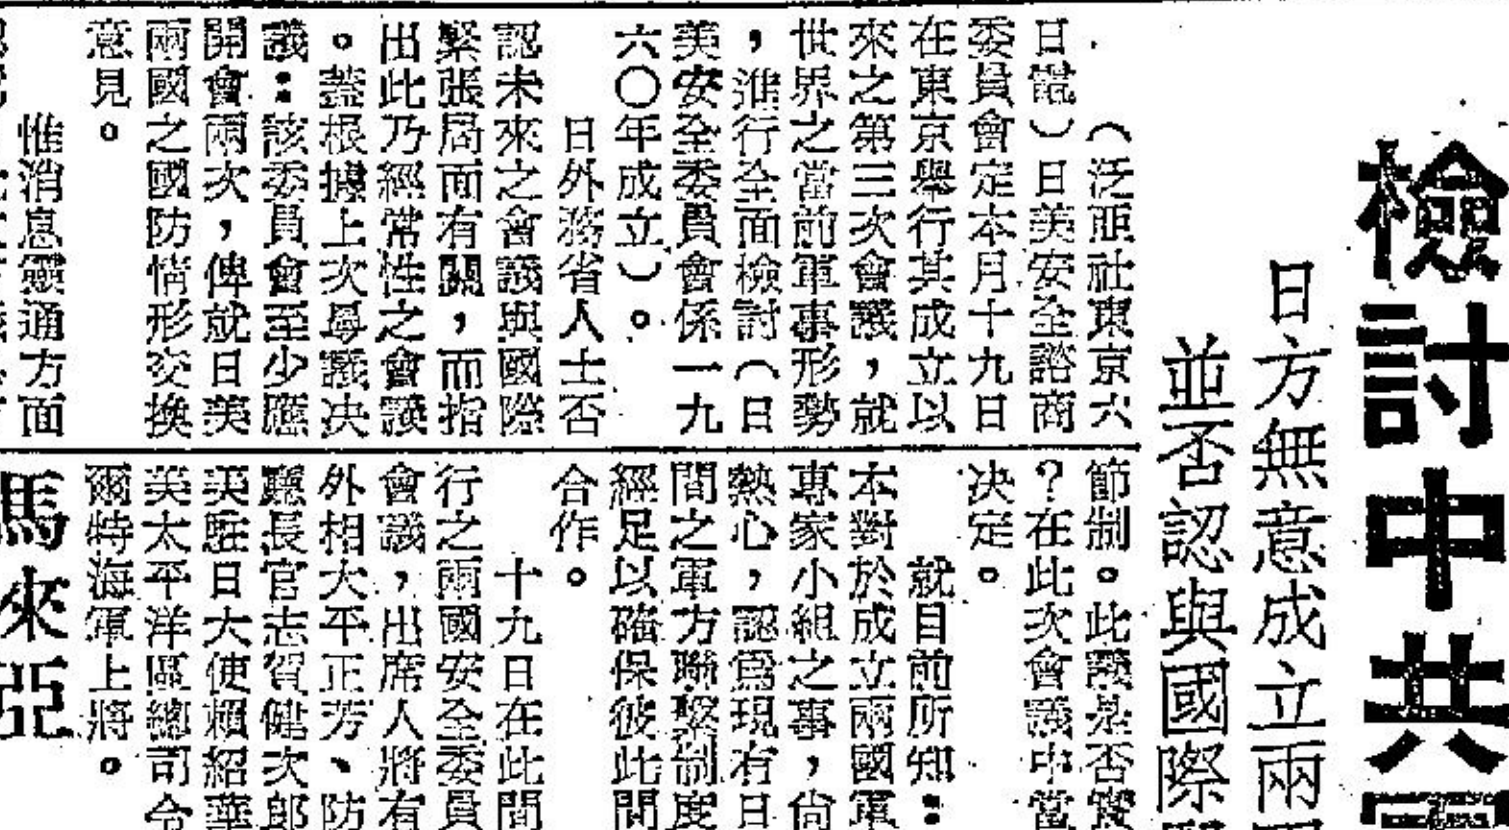 檢討中共
日方無意成立兩
並否認與國際
（泛亞社東京六
日電）日美安全諮商
委員會定本月十九日
在東京舉行其成立以
來之第三次會議，就
世界之當前軍事形勢
，進行全面檢討（日
美安全委員會係一九
六〇年成立）。
日外務省人士否
認未來之會議與國際
緊張局面有關，而指
出此乃經常性之會議
。蓋根據上次會議決
議：該委員會至少應
開會兩次，俾就日美
兩國之國防情形交換
意見。
惟消息靈通方面
節制。此議是否實
？在此次會議中當
決定。
就目前所知：
本對於成立兩國軍
專家小組之事，尚
熱心，認為現有日
間之軍方聯繫制度
經足以確保彼此間
合作。
十九日在此間
行之兩國安全委員
會議，出席人將有
外相大平正芳、防
廳長官志賀健次郎
美駐日大使賴紹華
美太平洋區總司令
爾特海軍上將。
馬來亞